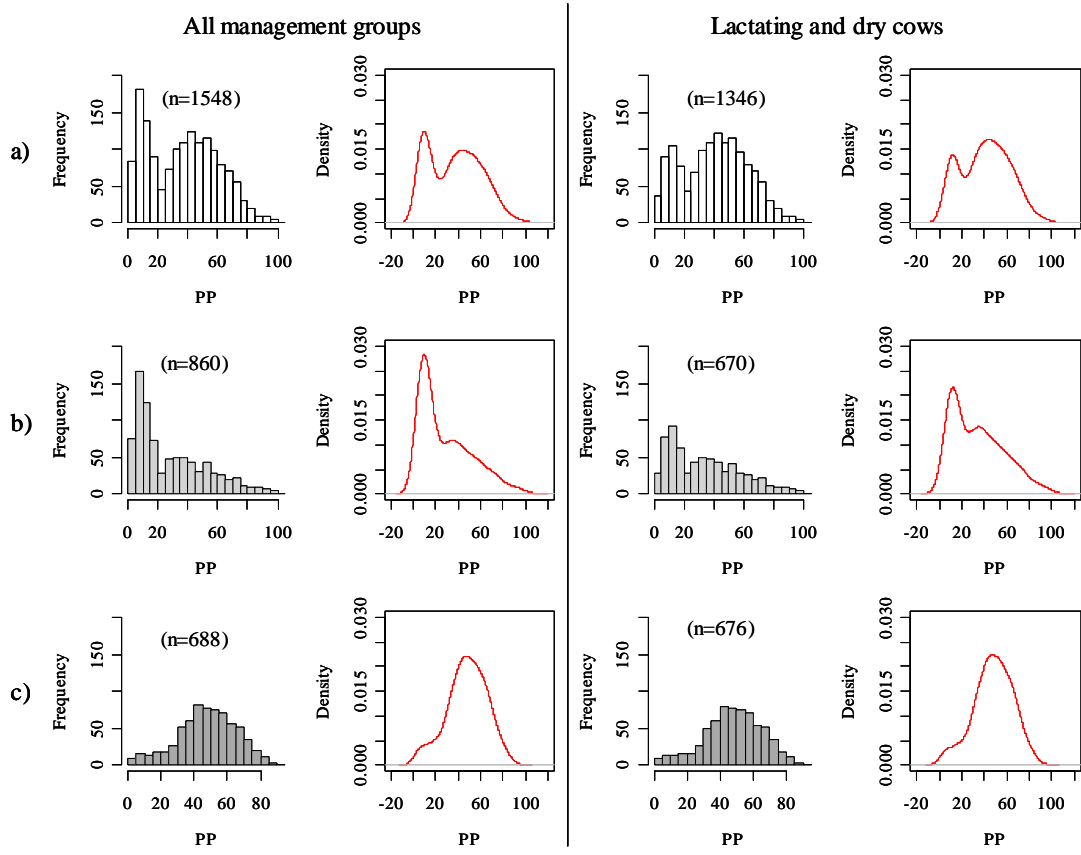 All management groups
Lactating and dry cows
a)
Frequency
0 50 150
(n=1548)
0 20 60 100
PP
Density
0.000 0.015 0.030
-20 20 60 100
PP
Frequency
0 50 150
(n=1346)
0 20 60 100
PP
Density
0.000 0.015 0.030
-20 20 60 100
PP
b)
Frequency
0 50 150
(n=860)
0 20 60 100
PP
Density
0.000 0.015 0.030
-20 20 60 100
PP
Frequency
0 50 150
(n=670)
0 20 60 100
PP
Density
0.000 0.015 0.030
-20 20 60 100
PP
c)
Frequency
0 50 150
(n=688)
0 20 40 60 80
PP
Density
0.000 0.015 0.030
-20 20 60 100
PP
Frequency
0 50 150
(n=676)
0 20 40 60 80
PP
Density
0.000 0.015 0.030
-20 20 60 100
PP